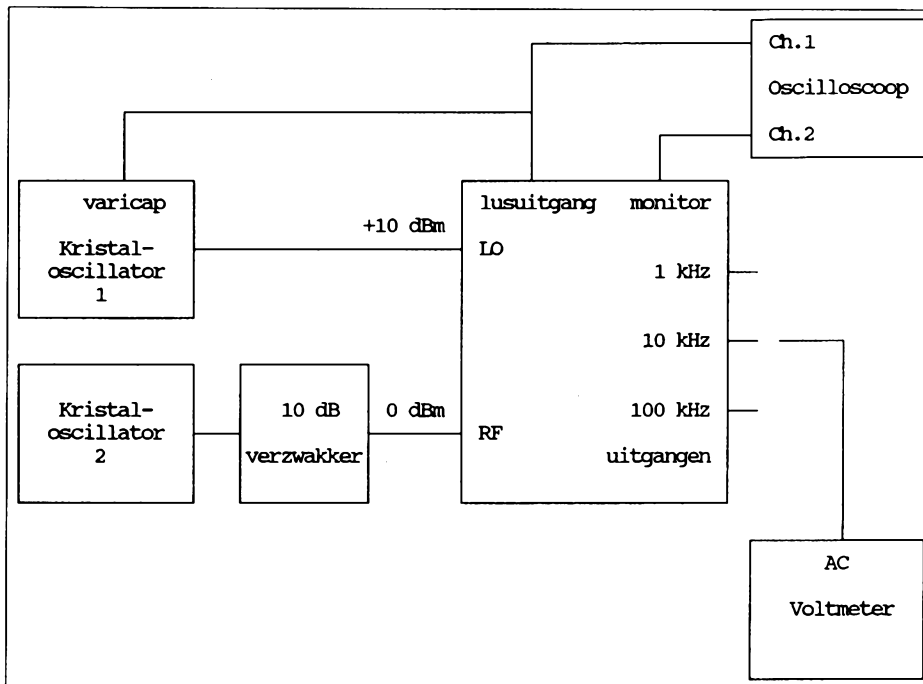 Ch.1
Oscilloscoop
Ch.2
varicap
Kristal-
oscillator
1
+10 dBm
lusuitgang monitor
LO
1 kHz
10 kHz
100 kHz
RF
uitgangen
Kristal-
oscillator
2
10 dB
verzwakker
0 dBm
AC
Voltmeter